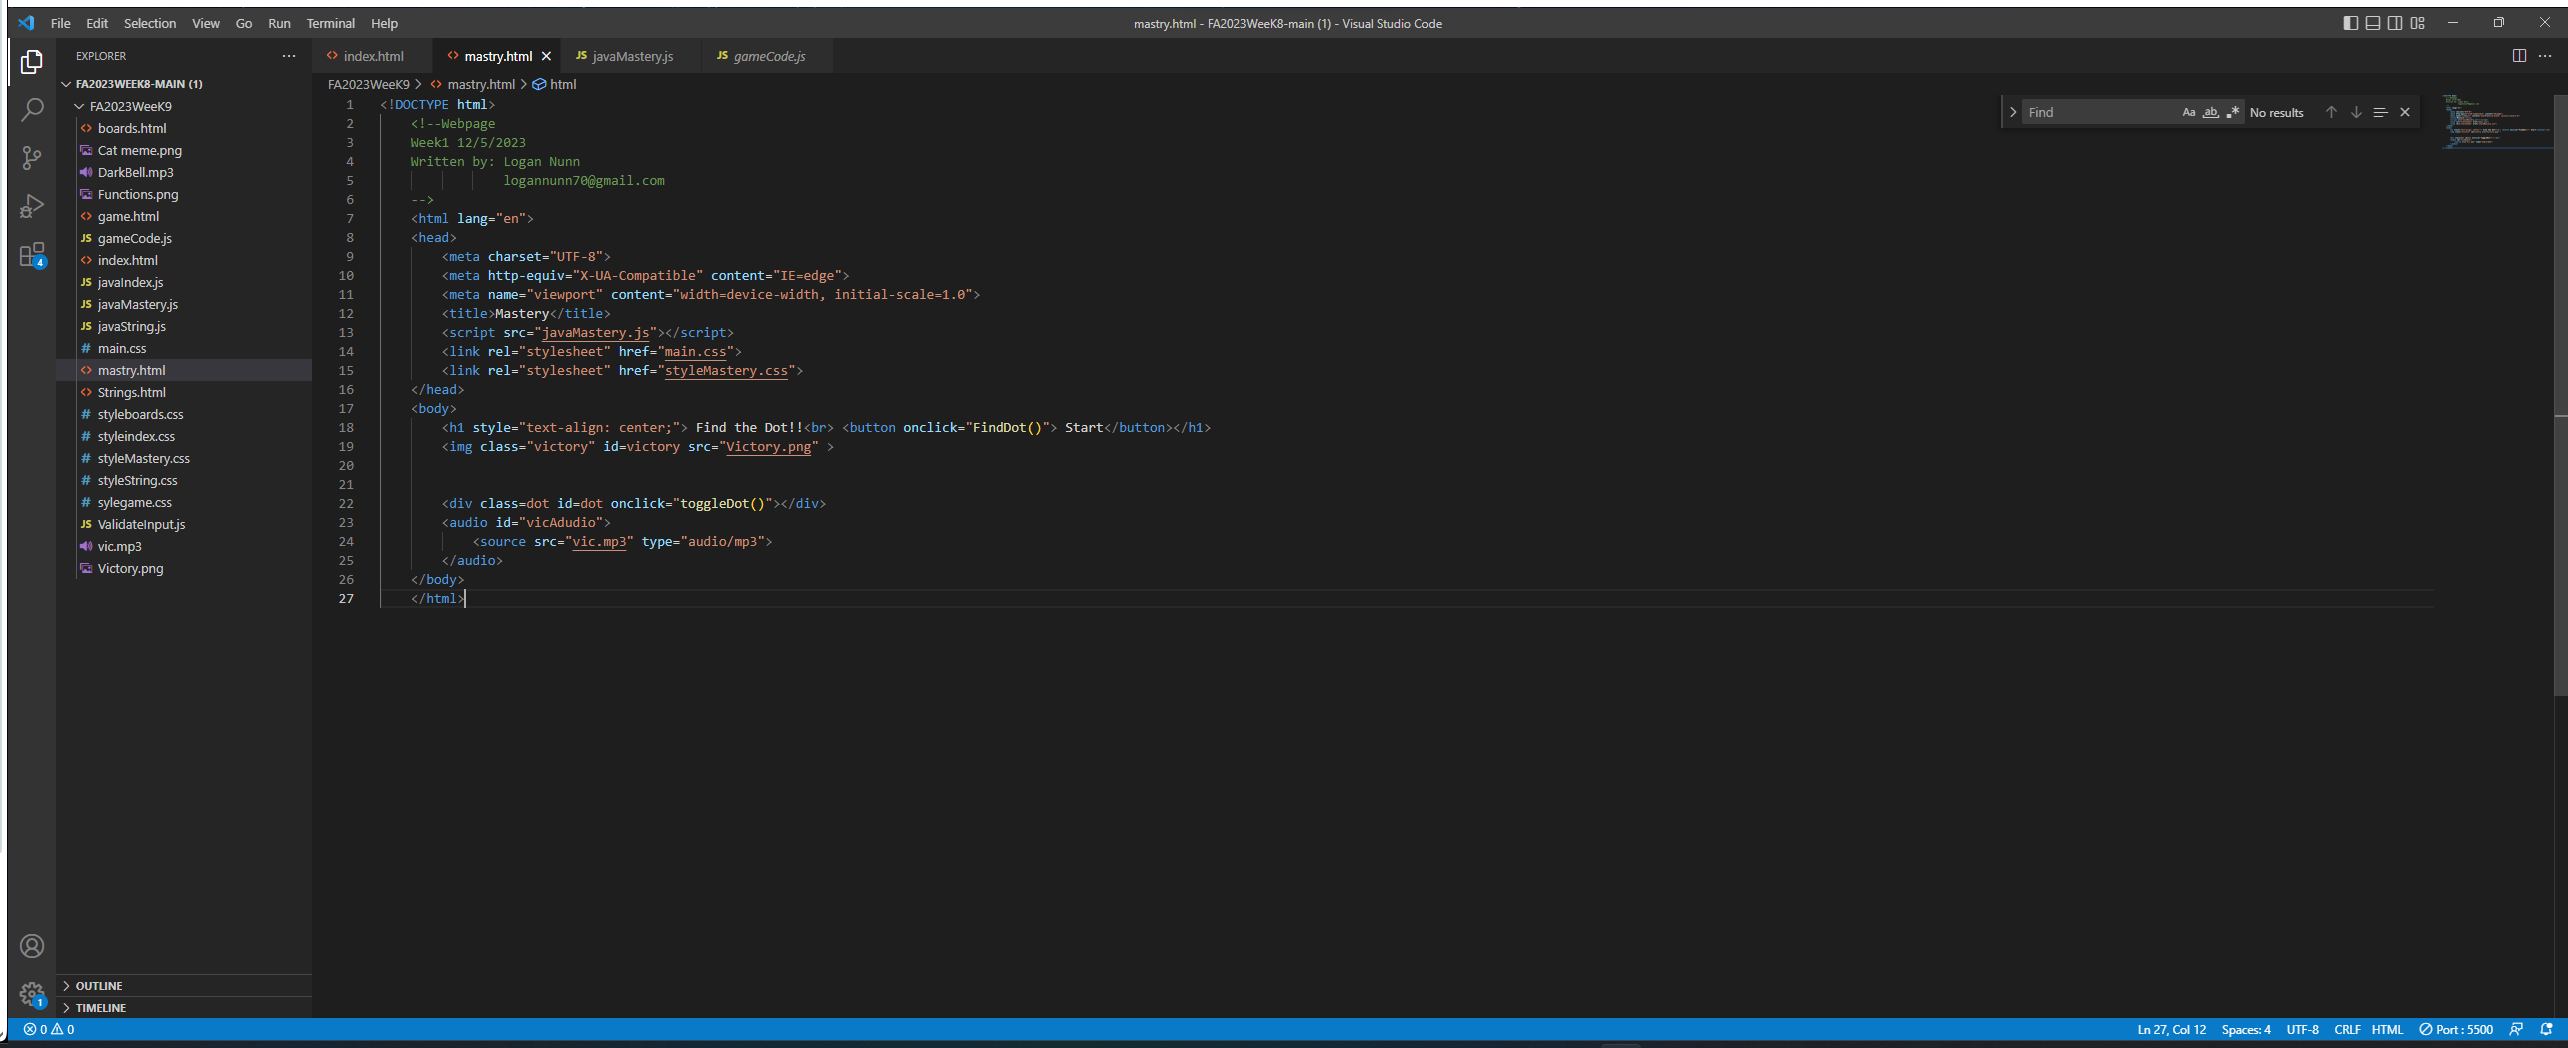 File Edit Selection View Go Run Terminal Help
mastry.html - FA2023WeeK8-main (1) - Visual Studio Code
EXPLORER
FA2023WEEK8-MAIN (1)
FA2023WeeK9
boards.html
Cat meme.png
DarkBell.mp3
Functions.png
game.html
JS gameCode.js
index.html
JS javaIndex.js
JS javaMastery.js
JS javaString.js
# main.css
mastry.html
Strings.html
# styleboards.css
# styleindex.css
# styleMastery.css
# styleString.css
# sylegame.css
JS ValidateInput.js
vic.mp3
Victory.png
OUTLINE
TIMELINE
4
1
index.html mastry.html JS javaMastery.js JS gameCode.js
FA2023WeeK9 > mastry.html > html
Find Aa ab No results
1 <!DOCTYPE html>
2 <!--Webpage
3 Week1 12/5/2023
4 Written by: Logan Nunn
5 logannunn70@gmail.com
6 -->
7 <html lang="en">
8 <head>
9 <meta charset="UTF-8">
10 <meta http-equiv="X-UA-Compatible" content="IE=edge">
11 <meta name="viewport" content="width=device-width, initial-scale=1.0">
12 <title>Mastery</title>
13 <script src="javaMastery.js"></script>
14 <link rel="stylesheet" href="main.css">
15 <link rel="stylesheet" href="styleMastery.css">
16 </head>
17 <body>
18 <h1 style="text-align: center;"> Find the Dot!!<br> <button onclick="FindDot()"> Start</button></h1>
19 <img class="victory" id=victory src="Victory.png" >
20
21
22 <div class=dot id=dot onclick="toggleDot()"></div>
23 <audio id="vicAdudio">
24 <source src="vic.mp3" type="audio/mp3">
25 </audio>
26 </body>
27 </html>
0 0
Ln 27, Col 12 Spaces: 4 UTF-8 CRLF HTML Port : 5500